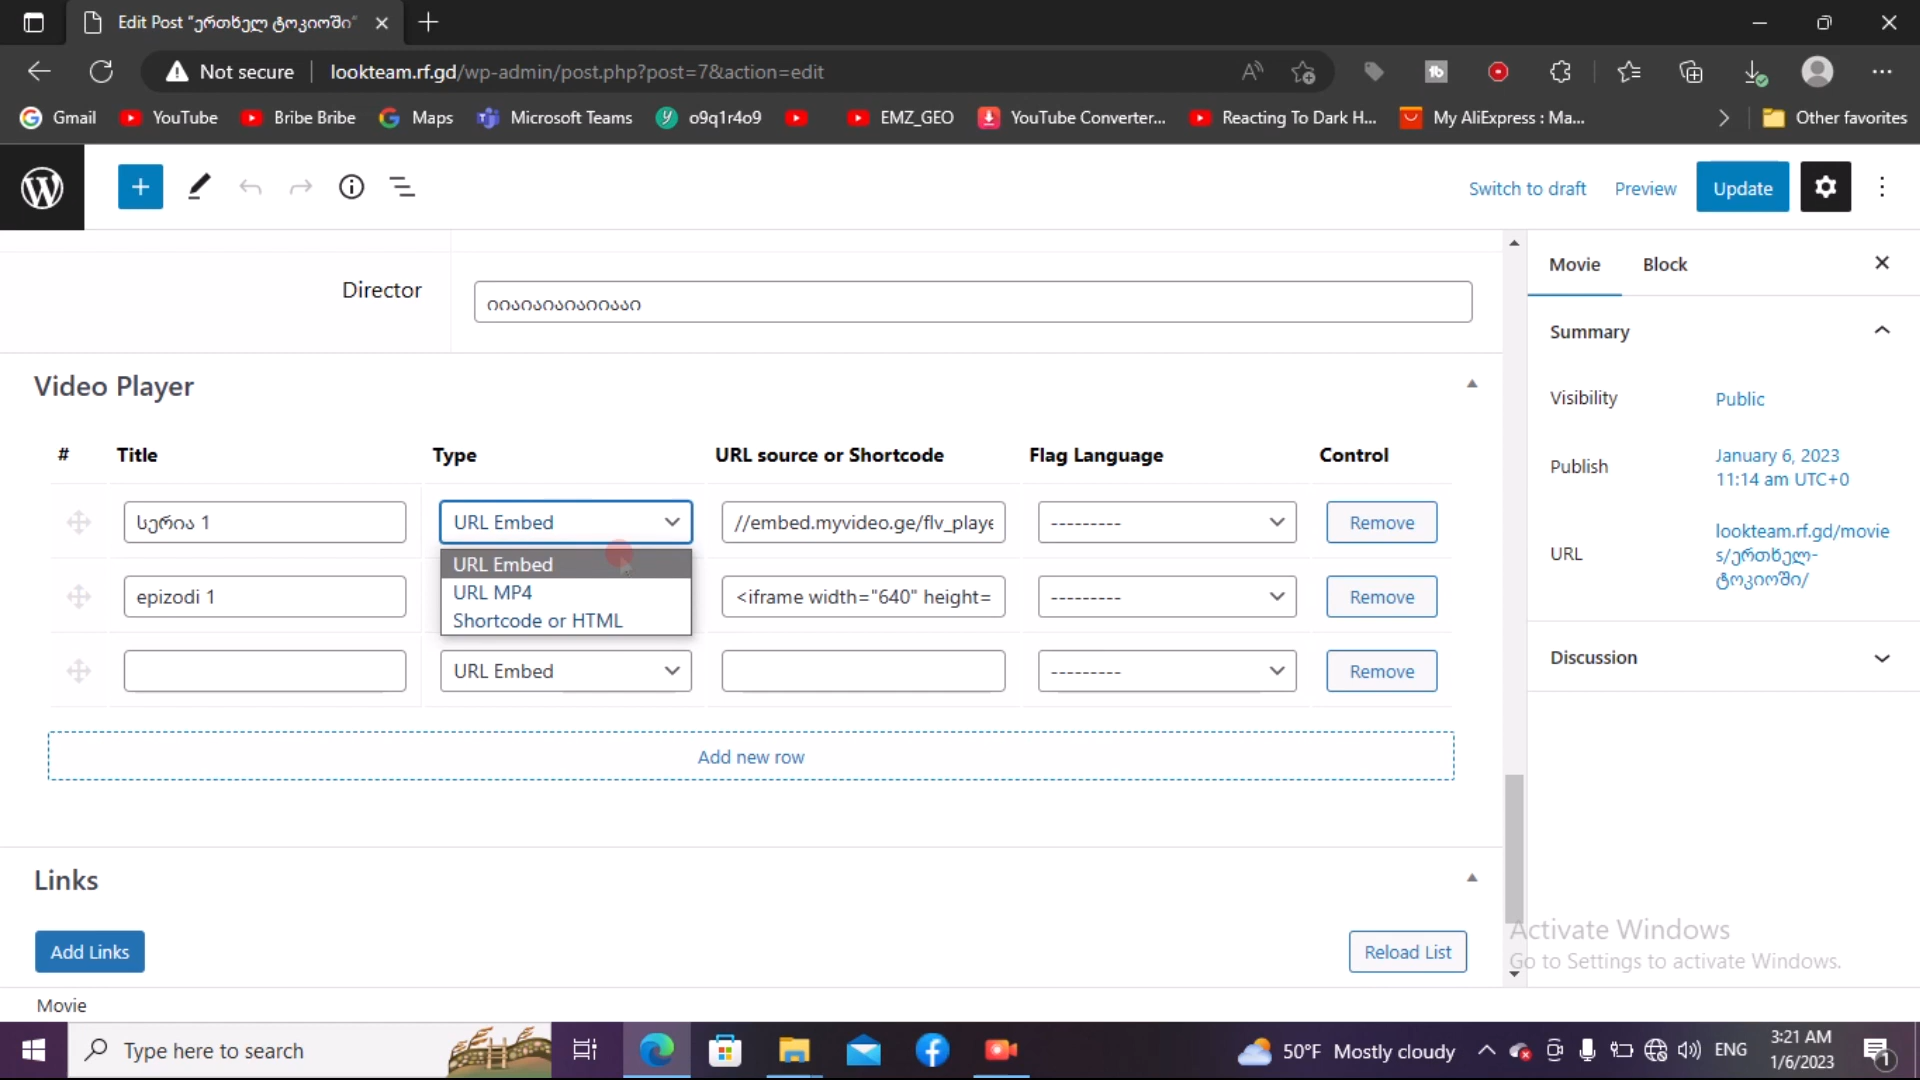 Edit Post “ერთხელ ტოკიოში”
Not secure
lookteam.rf.gd/wp-admin/post.php?post=7&action=edit
Gmail
YouTube
Bribe Bribe
Maps
Microsoft Teams
o9q1r4o9
EMZ_GEO
YouTube Converter...
Reacting To Dark H...
My AliExpress : Ma...
Other favorites
Switch to draft
Preview
Update
Director
იიაიაიაიაიიააი
Movie
Block
Summary
Visibility
Public
Publish
January 6, 2023
11:14 am UTC+0
URL
lookteam.rf.gd/movie
s/ერთხელ-
ტოკიოში/
Discussion
Video Player
# Title Type URL source or Shortcode Flag Language Control
სერია 1
URL Embed
//embed.myvideo.ge/flv_playe
---------
Remove
URL Embed
URL MP4
Shortcode or HTML
epizodi 1
<iframe width="640" height=
---------
Remove
URL Embed
---------
Remove
Add new row
Links
Add Links
Reload List
Activate Windows
Go to Settings to activate Windows.
Movie
Type here to search
50°F Mostly cloudy
ENG
3:21 AM
1/6/2023
1